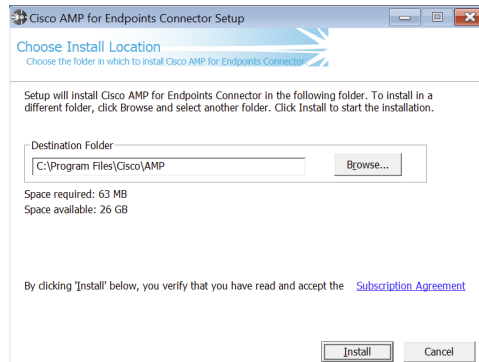 Cisco AMP for Endpoints Connector Setup
Choose Install Location
Choose the folder in which to install Cisco AMP for Endpoints Connector.
Setup will install Cisco AMP for Endpoints Connector in the following folder. To install in a
different folder, click Browse and select another folder. Click Install to start the installation.
Destination Folder
C:\Program Files\Cisco\AMP
Browse...
Space required: 63 MB
Space available: 26 GB
By clicking 'Install' below, you verify that you have read and accept the Subscription Agreement
Install Cancel